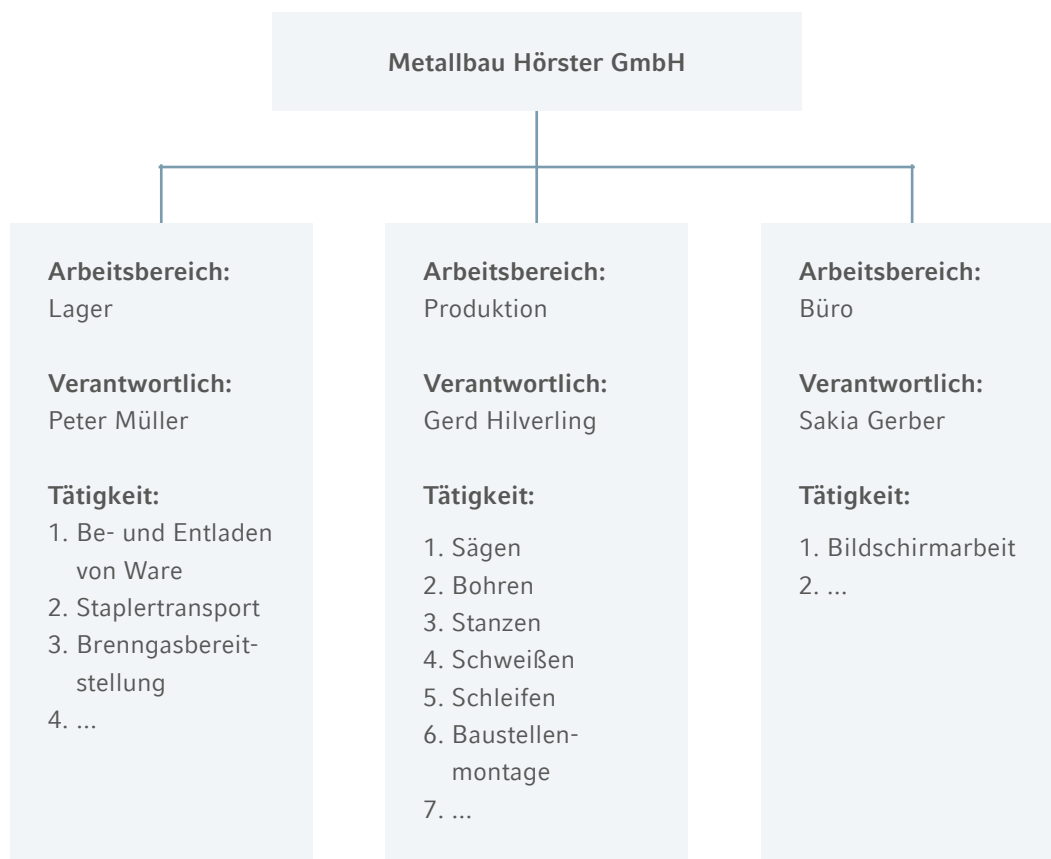 Metallbau Hörster GmbH
Arbeitsbereich:
Lager
Verantwortlich:
Peter Müller
Tätigkeit:
1. Be- und Entladen
von Ware
2. Staplertransport
3. Brenngasbereit-
stellung
4. ...
Arbeitsbereich:
Produktion
Verantwortlich:
Gerd Hilverling
Tätigkeit:
1. Sägen
2. Bohren
3. Stanzen
4. Schweißen
5. Schleifen
6. Baustellen-
montage
7. ...
Arbeitsbereich:
Büro
Verantwortlich:
Sakia Gerber
Tätigkeit:
1. Bildschirmarbeit
2. ...